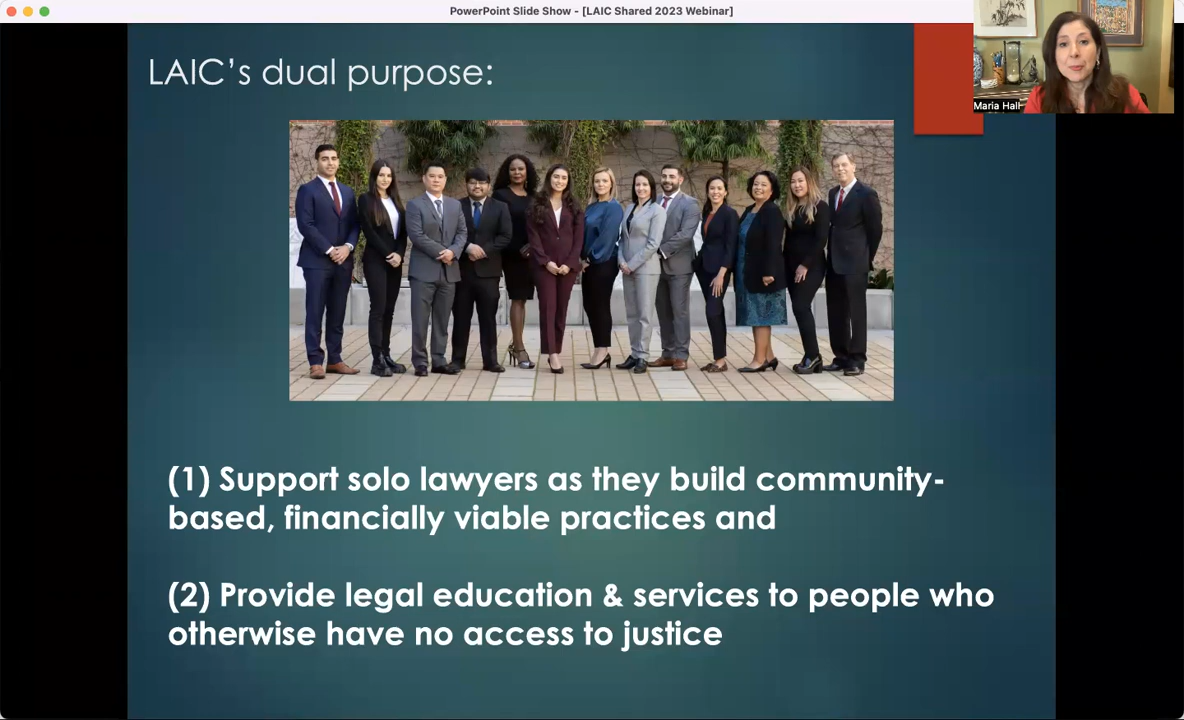 PowerPoint Slide Show - [LAIC Shared 2023 Webinar]
LAIC's dual purpose:
Maria Hall
(1) Support solo lawyers as they build community-
based, financially viable practices and
(2) Provide legal education & services to people who
otherwise have no access to justice